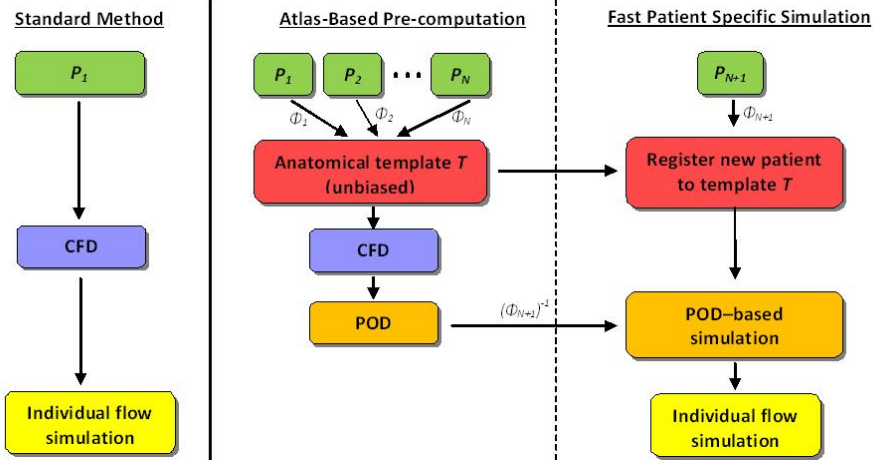 Standard Method
P1
CFD
Individual flow
simulation
Atlas-Based Pre-computation
P1 P2 ••• PN
Φ1 Φ2 ΦN
Anatomical template T
(unbiased)
CFD
POD
(ΦN+1)-1
Fast Patient Specific Simulation
PN+1
ΦN+1
Register new patient
to template T
POD–based
simulation
Individual flow
simulation